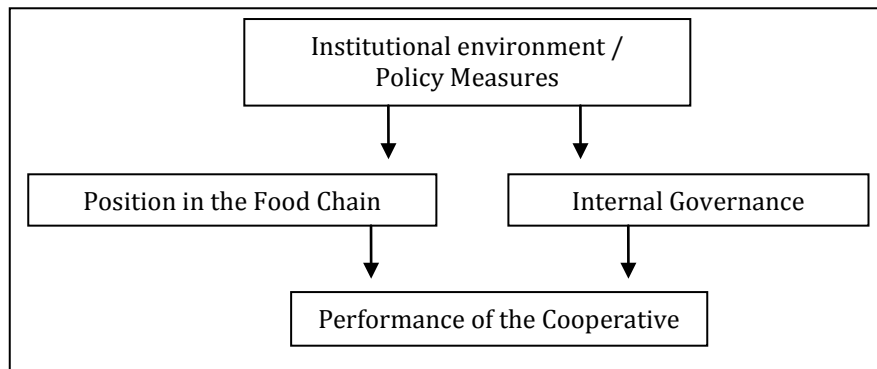 Institutional environment /
Policy Measures
Position in the Food Chain
Internal Governance
Performance of the Cooperative